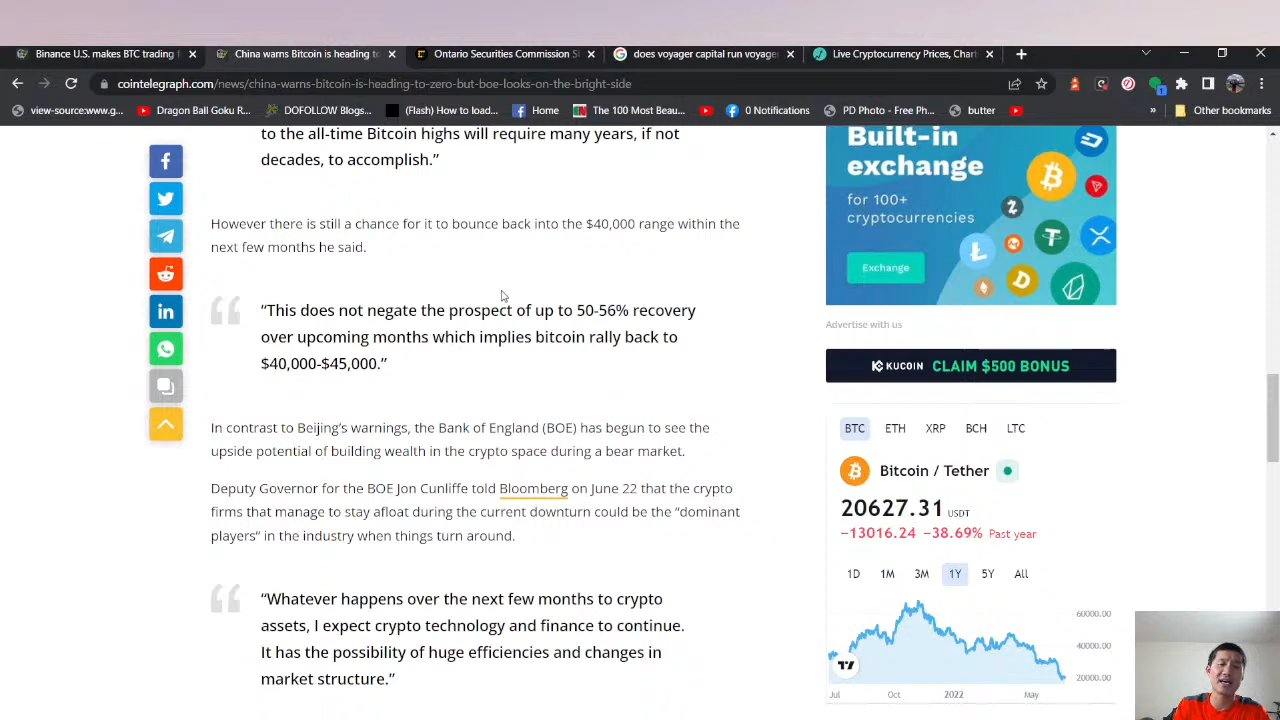 Binance U.S. makes BTC trading f
China warns Bitcoin is heading to
Ontario Securities Commission Sl
does voyager capital run voyager
Live Cryptocurrency Prices, Chart
cointelegraph.com/news/china-warns-bitcoin-is-heading-to-zero-but-boe-looks-on-the-bright-side
view-source:www.g...
Dragon Ball Goku R...
DOFOLLOW Blogs...
(Flash) How to load...
Home
The 100 Most Beau...
0 Notifications
PD Photo - Free Ph...
butter
»
Other bookmarks
to the all-time Bitcoin highs will require many years, if not
decades, to accomplish.”
However there is still a chance for it to bounce back into the $40,000 range within the
next few months he said.
“This does not negate the prospect of up to 50-56% recovery
over upcoming months which implies bitcoin rally back to
$40,000-$45,000.”
In contrast to Beijing’s warnings, the Bank of England (BOE) has begun to see the
upside potential of building wealth in the crypto space during a bear market.
Deputy Governor for the BOE Jon Cunliffe told Bloomberg on June 22 that the crypto
firms that manage to stay afloat during the current downturn could be the “dominant
players” in the industry when things turn around.
“Whatever happens over the next few months to crypto
assets, I expect crypto technology and finance to continue.
It has the possibility of huge efficiencies and changes in
market structure.”
Built-in
exchange
for 100+
cryptocurrencies
Exchange
Advertise with us
KUCOIN CLAIM $500 BONUS
BTC ETH XRP BCH LTC
Bitcoin / Tether
20627.31 USDT
−13016.24 −38.69% Past year
1D 1M 3M 1Y 5Y All
60000.00
40000.00
20000.00
Jul Oct 2022 May